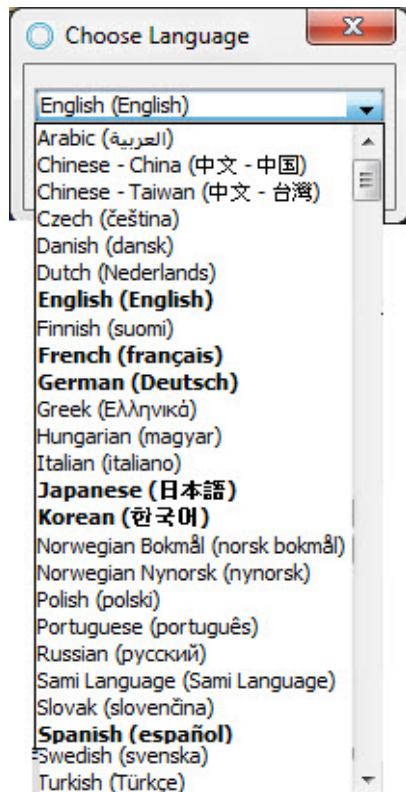 Choose Language
English (English)
Arabic (العربية)
Chinese - China (中文 - 中国)
Chinese - Taiwan (中文 - 台灣)
Czech (čeština)
Danish (dansk)
Dutch (Nederlands)
English (English)
Finnish (suomi)
French (français)
German (Deutsch)
Greek (Ελληνικά)
Hungarian (magyar)
Italian (italiano)
Japanese (日本語)
Korean (한국어)
Norwegian Bokmål (norsk bokmål)
Norwegian Nynorsk (nynorsk)
Polish (polski)
Portuguese (português)
Russian (русский)
Sami Language (Sami Language)
Slovak (slovenčina)
Spanish (español)
Swedish (svenska)
Turkish (Türkçe)